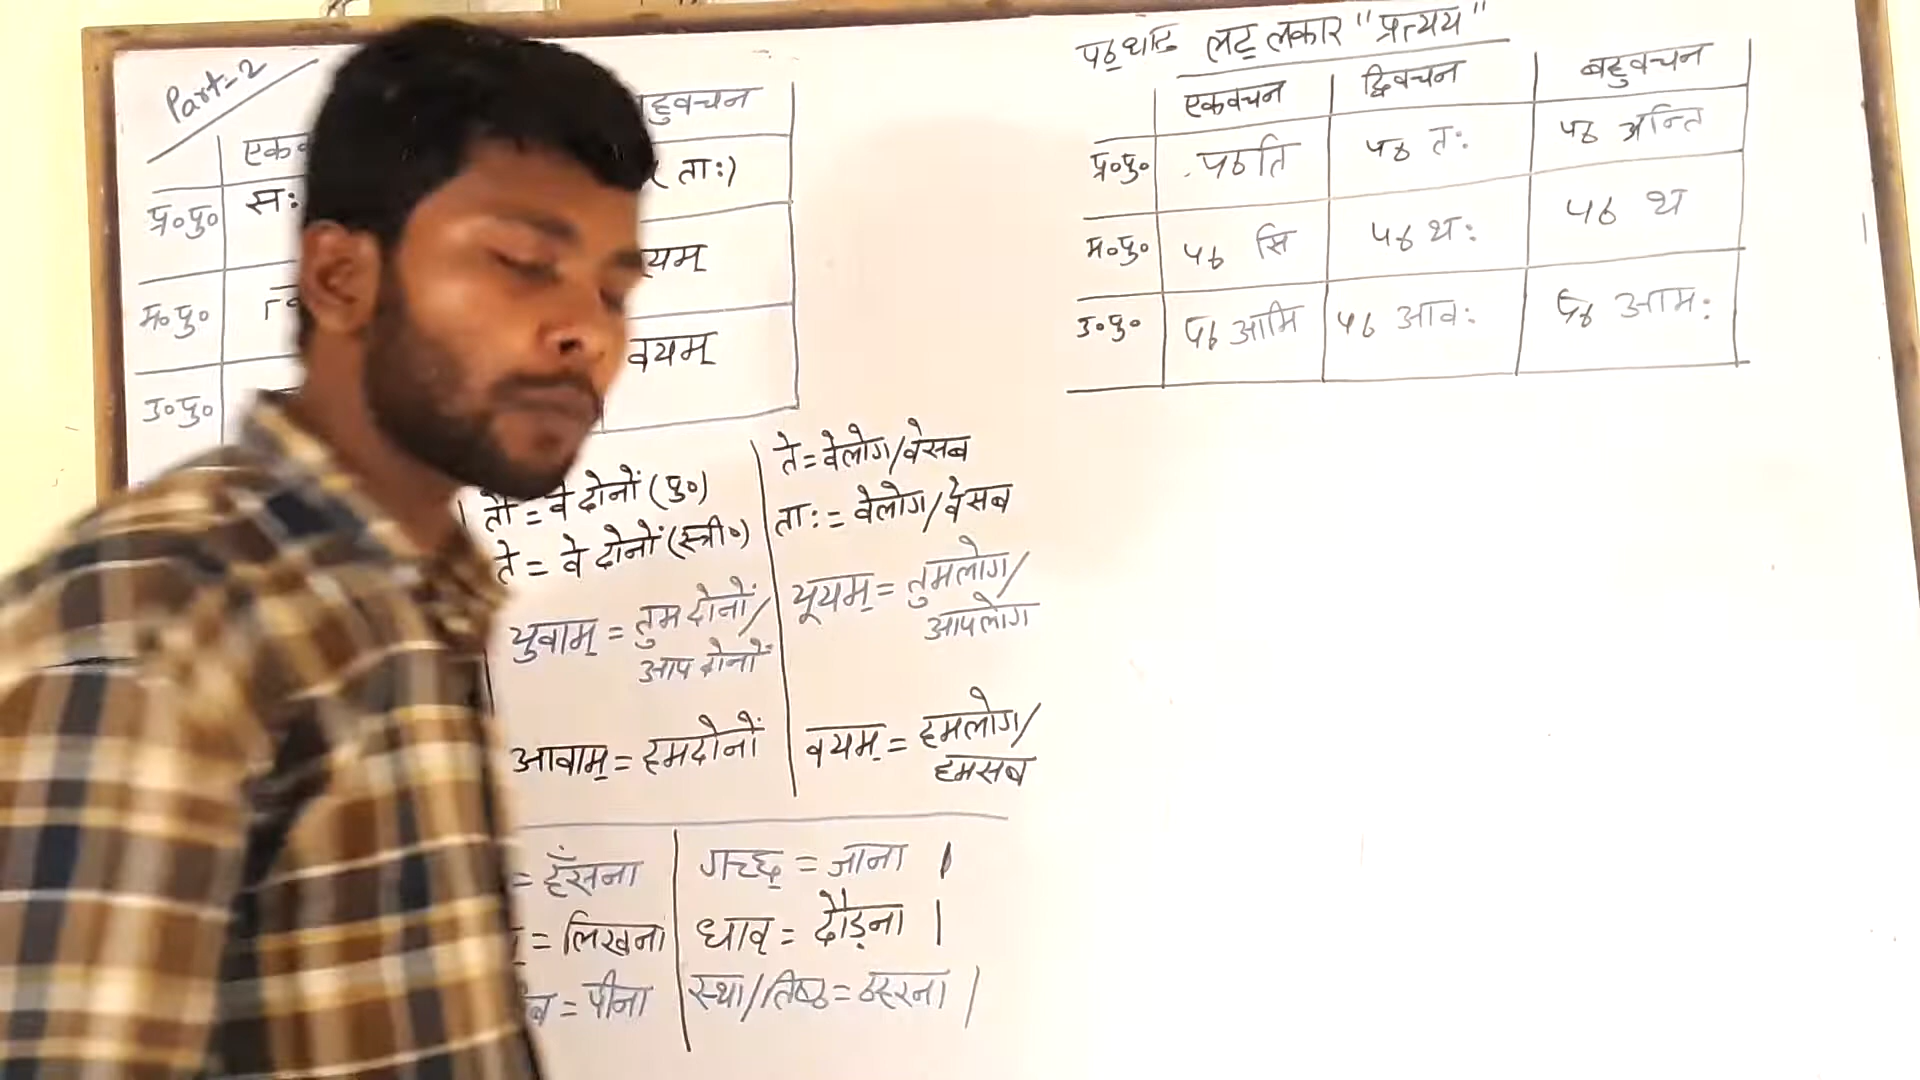 Part-2
एकव
हुवचन
प्र०पु० सः ताः)
म०पु० यम्
उ०पु० वयम्
तौ = वे दोनों (पु०)
ते = वे दोनों (स्त्री०)
युवाम् = तुम दोनों/
आप दोनों
आवाम् = हमदोनों
ते = वेलोग/वेसब
ताः = वेलोग/वेसब
यूयम् = तुमलोग/
आपलोग
वयम् = हमलोग/
हमसब
= हँसना
= लिखना
ब = पीना
गच्छ् = जाना |
धाव् = दौड़ना |
स्था/तिष्ठ = ठहरना |
पठ् धातु लट् लकार "प्रत्यय"
एकवचन द्विवचन बहुवचन
प्र०पु० पठति पठ तः पठ अन्ति
म०पु० पठ सि पठ थः पठ थ
उ०पु० पठ आमि पठ आवः पठ आमः